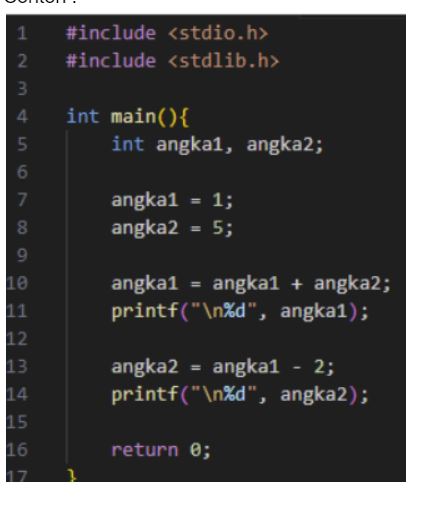 Contoh :
1 #include <stdio.h>
2 #include <stdlib.h>
3
4 int main(){
5     int angka1, angka2;
6
7     angka1 = 1;
8     angka2 = 5;
9
10     angka1 = angka1 + angka2;
11     printf("\n%d", angka1);
12
13     angka2 = angka1 - 2;
14     printf("\n%d", angka2);
15
16     return 0;
17 }